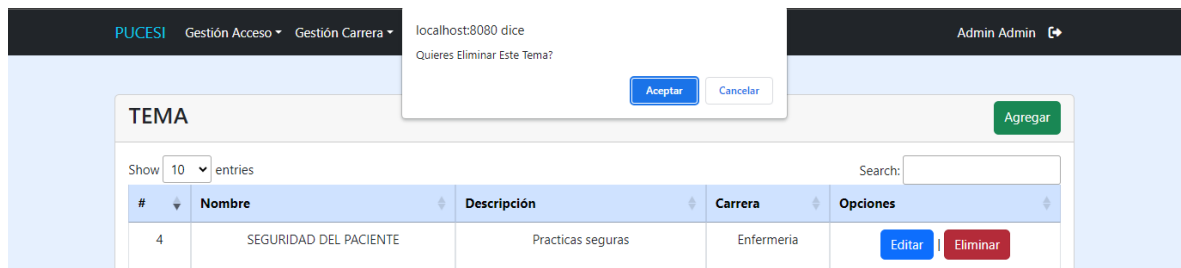 PUCESI Gestión Acceso Gestión Carrera Admin Admin
localhost:8080 dice
Quieres Eliminar Este Tema?
Aceptar Cancelar
TEMA Agregar
Show 10 entries Search:
# Nombre Descripción Carrera Opciones
4 SEGURIDAD DEL PACIENTE Practicas seguras Enfermeria Editar | Eliminar